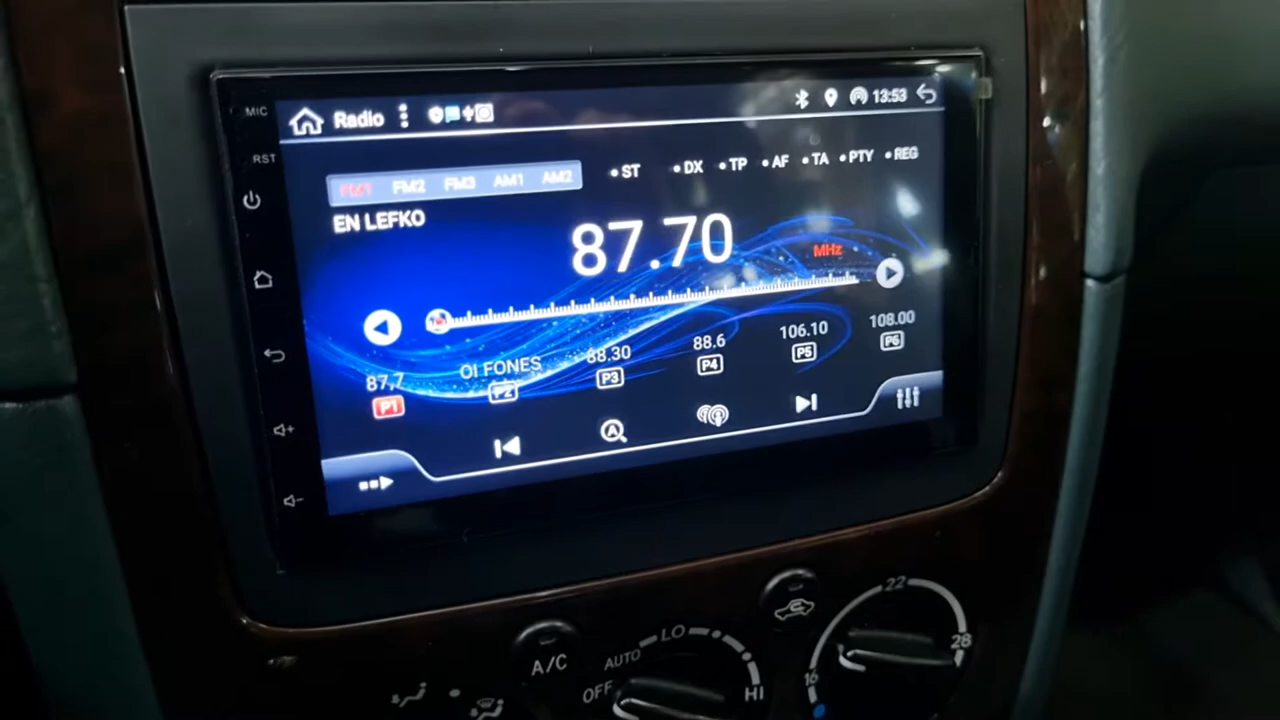 MIC
Radio
13:53
RST
FM1 FM2 FM3 AM1 AM2
ST DX TP AF TA PTY REG
EN LEFKO
87.70
MHz
87,7 OI FONES 88.30 88.6 106.10 108.00
P1 P2 P3 P4 P5 P6
A/C
OFF AUTO LO HI
16 22 28